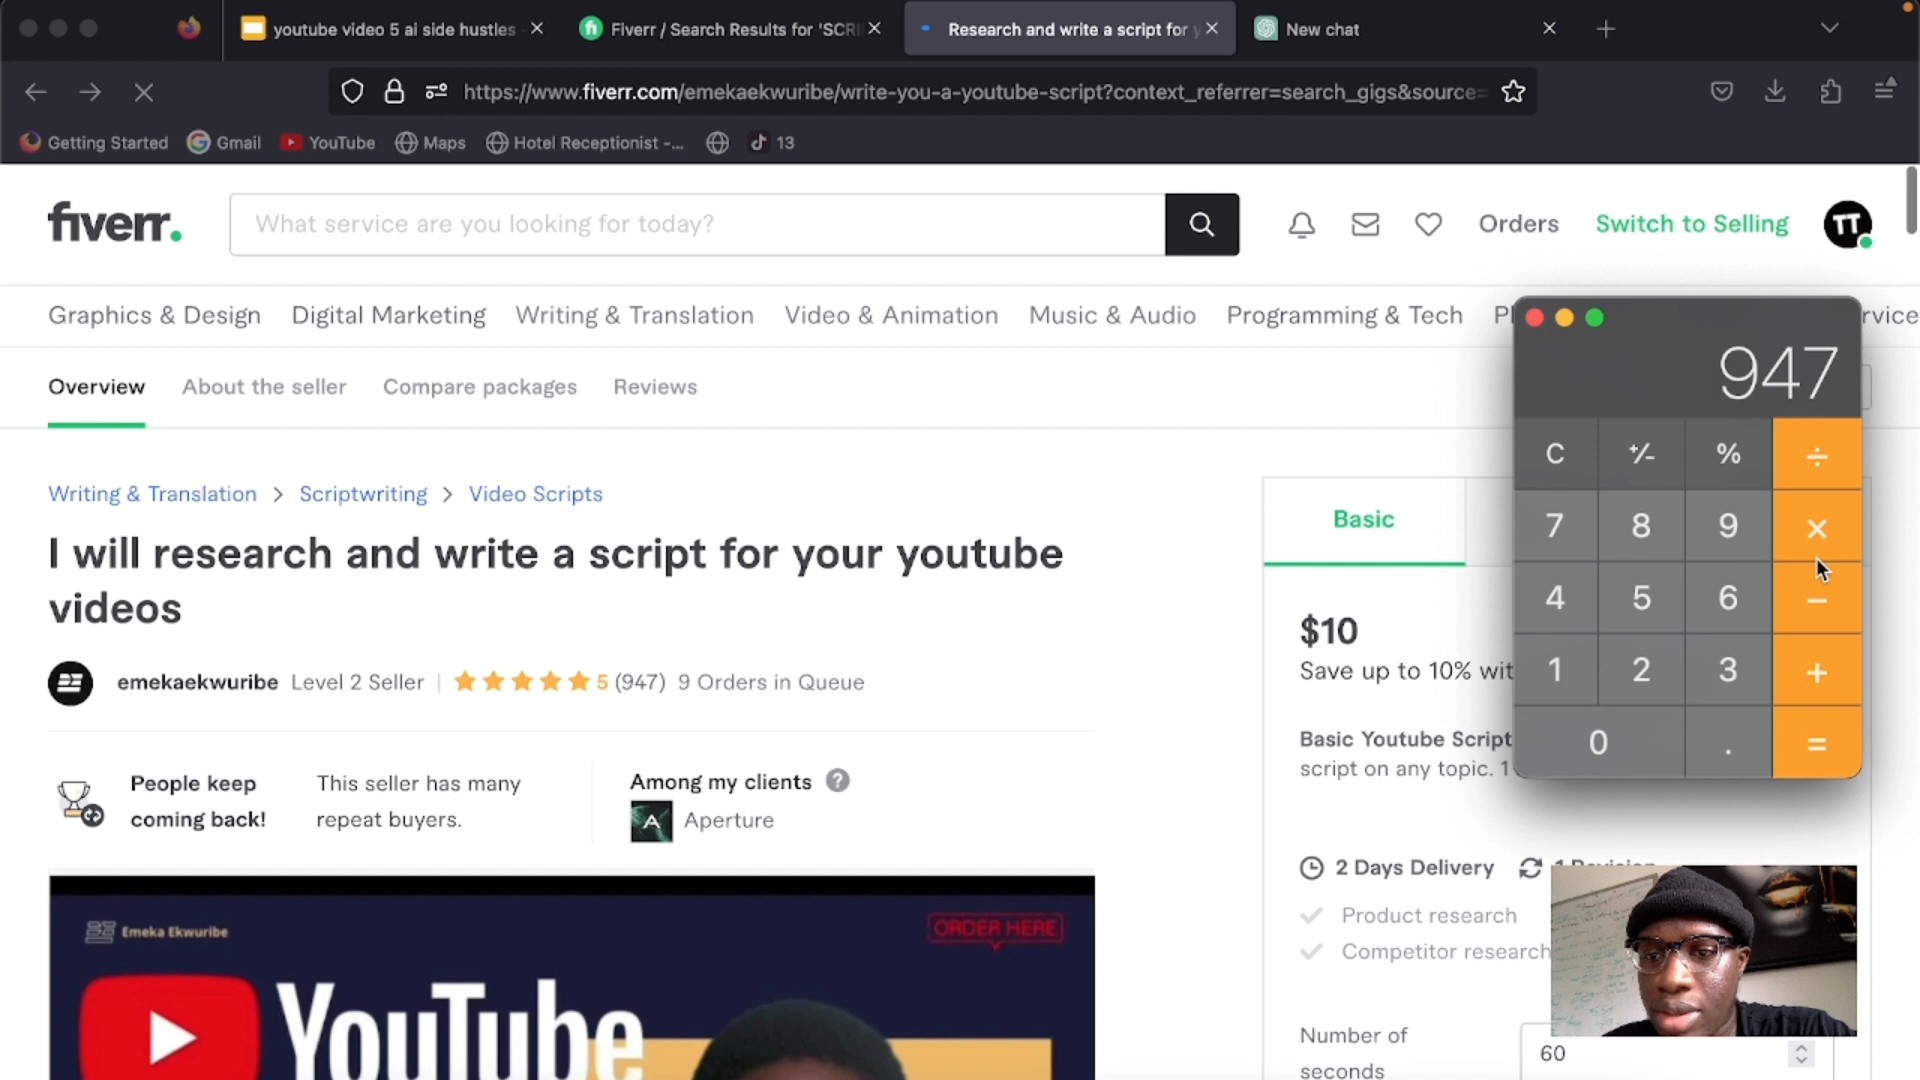 youtube video 5 ai side hustles
Fiverr / Search Results for 'SCRI
Research and write a script for y
New chat
https://www.fiverr.com/emekaekwuribe/write-you-a-youtube-script?context_referrer=search_gigs&source=
Getting Started
Gmail
YouTube
Maps
Hotel Receptionist -...
13
fiverr.
What service are you looking for today?
Orders
Switch to Selling
TT
Graphics & Design
Digital Marketing
Writing & Translation
Video & Animation
Music & Audio
Programming & Tech
rvice
947
Overview
About the seller
Compare packages
Reviews
C
+/-
%
÷
7
8
9
×
4
5
6
−
1
2
3
+
0
.
=
Writing & Translation > Scriptwriting > Video Scripts
I will research and write a script for your youtube
videos
emekaekwuribe Level 2 Seller | 5 (947) 9 Orders in Queue
People keep
coming back!
This seller has many
repeat buyers.
Among my clients ?
A Aperture
Emeka Ekwuribe
ORDER HERE
YouTube
Basic
$10
Save up to 10% wit
Basic Youtube Script
script on any topic. 1
2 Days Delivery
1 Revision
Product research
Competitor research
Number of
seconds
60